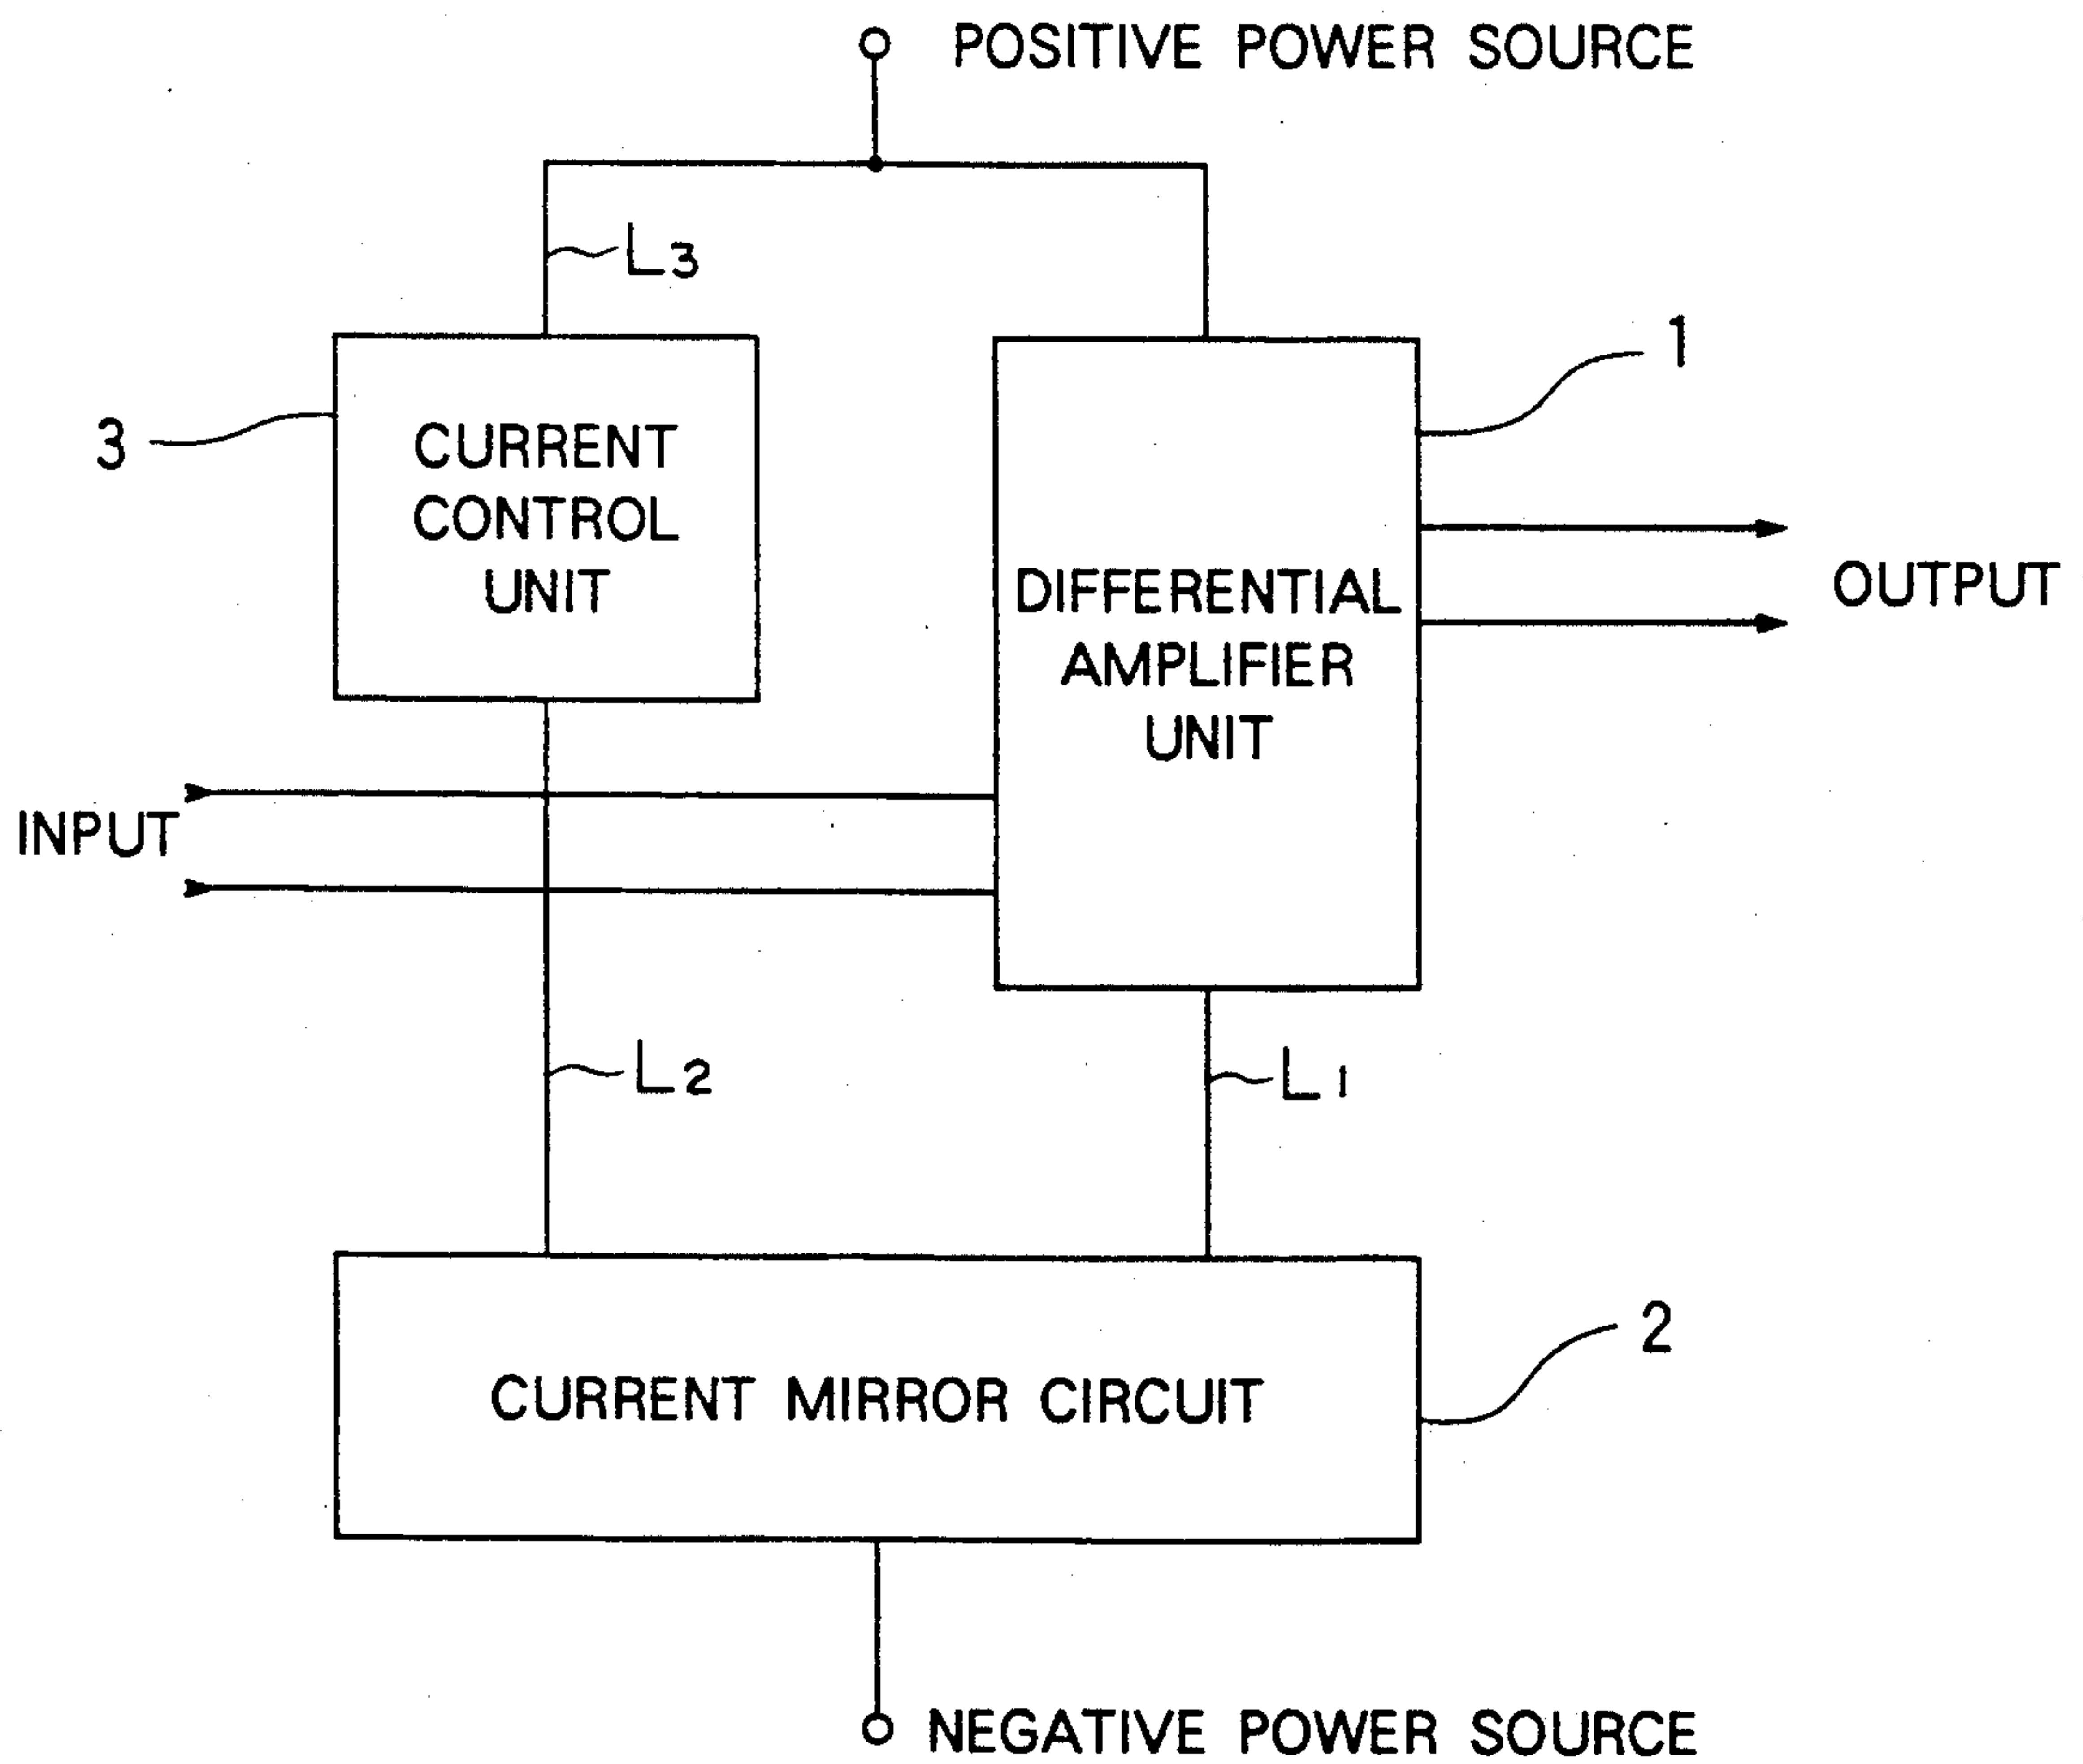 POSITIVE POWER SOURCE
L3
1
3
CURRENT
CONTROL
UNIT
DIFFERENTIAL
AMPLIFIER
UNIT
OUTPUT
INPUT
L2
L1
2
CURRENT MIRROR CIRCUIT
NEGATIVE POWER SOURCE